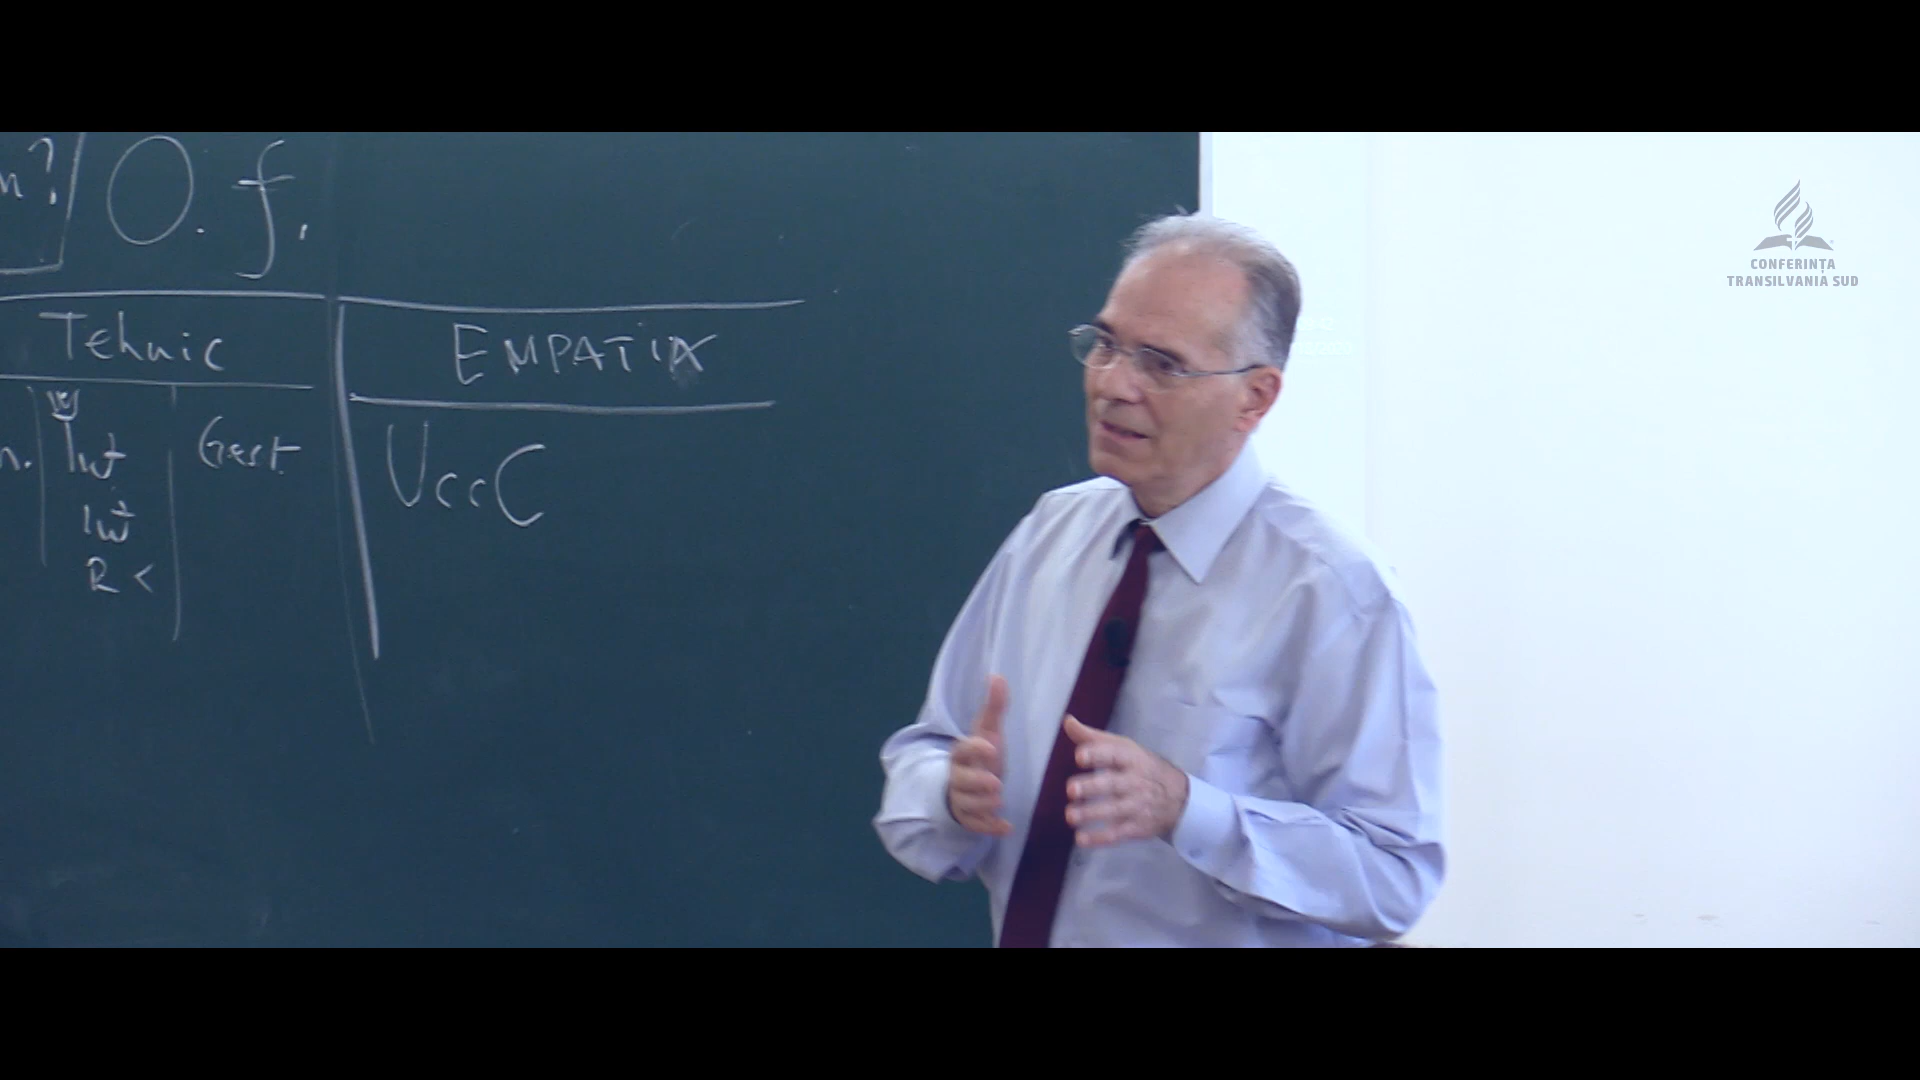 n? O. f.
Tehnic
EMPATIA
n. Int Gest
UccC
Int
R <
CONFERINȚA
TRANSILVANIA SUD